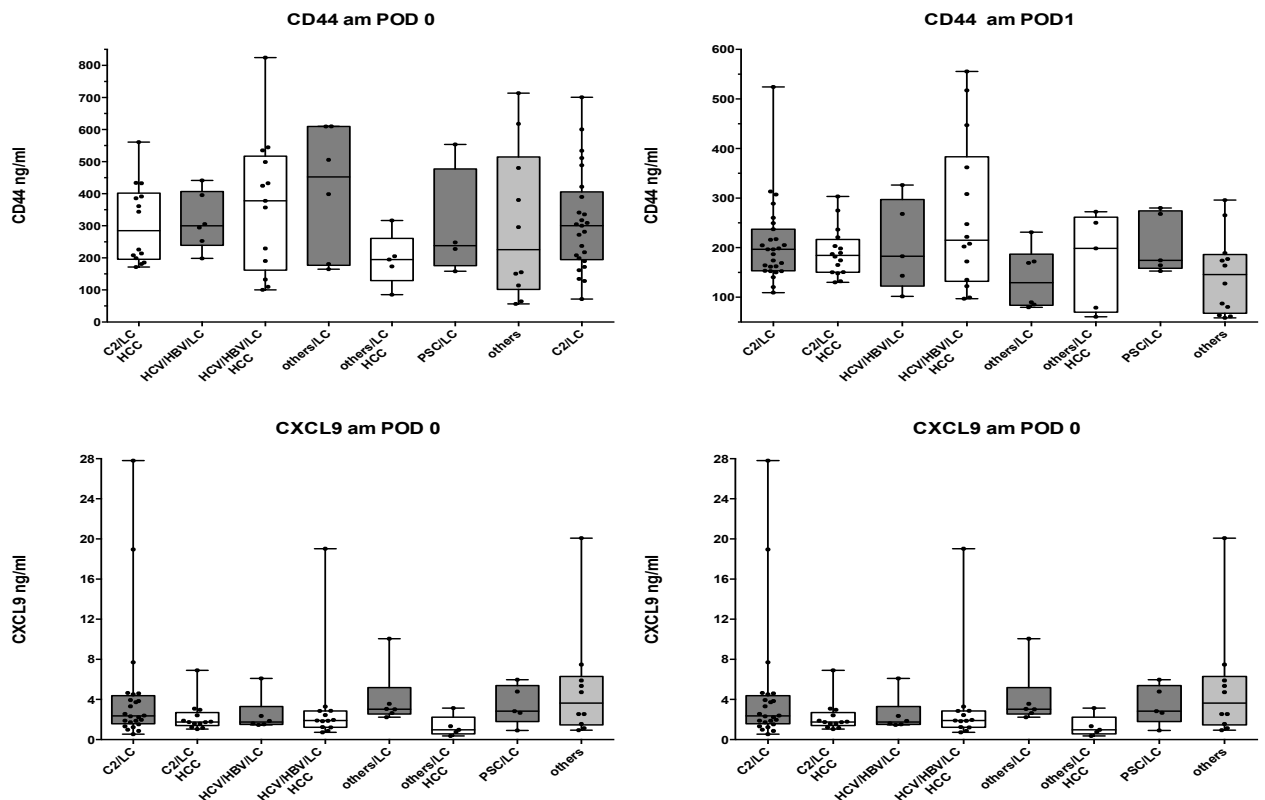 CD44 am POD 0
CD44 ng/ml
800
700
600
500
400
300
200
100
0
C2/LC
HCC
HCV/HBV/LC
HCV/HBV/LC
HCC
others/LC
others/LC
HCC
PSC/LC
others
C2/LC
CD44 am POD1
CD44 ng/ml
600
500
400
300
200
100
C2/LC
C2/LC
HCC
HCV/HBV/LC
HCV/HBV/LC
HCC
others/LC
others/LC
HCC
PSC/LC
others
CXCL9 am POD 0
CXCL9 ng/ml
28
24
20
16
12
8
4
0
C2/LC
C2/LC
HCC
HCV/HBV/LC
HCV/HBV/LC
HCC
others/LC
others/LC
HCC
PSC/LC
others
CXCL9 am POD 0
CXCL9 ng/ml
28
24
20
16
12
8
4
0
C2/LC
C2/LC
HCC
HCV/HBV/LC
HCV/HBV/LC
HCC
others/LC
others/LC
HCC
PSC/LC
others